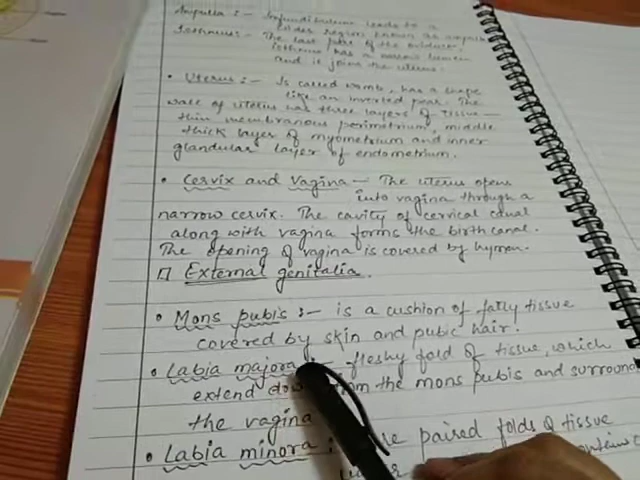 Ampulla :- Infundibulum leads to a
wider region known as ampulla
Isthmus :- The last part of the oviduct.
isthmus has a narrow lumen
and it joins the uterus.
• Uterus :- Is called womb, has a shape
like an inverted pear. The
wall of uterus has three layers of tissue —
thin membranous perimetrium, middle
thick layer of myometrium and inner
glandular layer of endometrium.
• Cervix and Vagina — The uterus opens
into vagina through a
narrow cervix. The cavity of cervical canal
along with vagina forms the birth canal.
The opening of vagina is covered by hymen.
External genitalia.
• Mons pubis :- is a cushion of fatty tissue
covered by skin and pubic hair.
• Labia majora :- fleshy fold of tissue, which
extend from the mons pubis and surround
the vagina
• Labia minora : paired folds of tissue